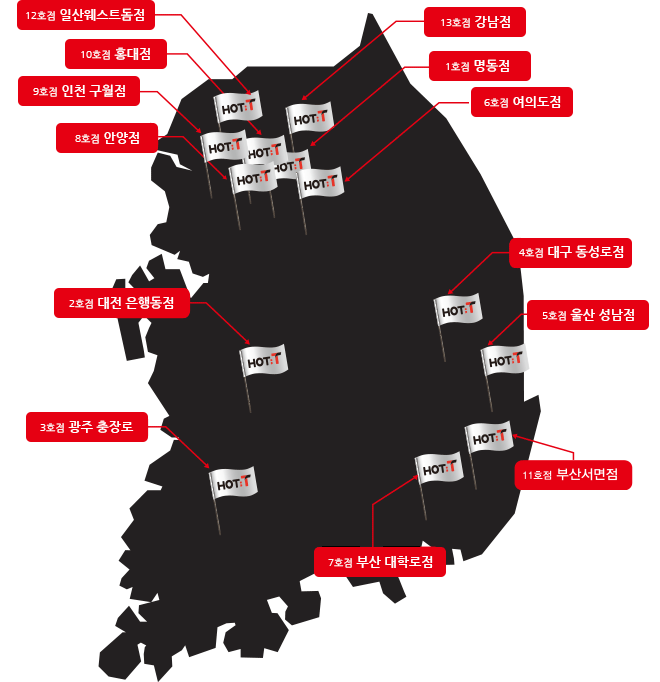 12호점 일산웨스트돔점
13호점 강남점
10호점 홍대점
1호점 명동점
9호점 인천 구월점
6호점 여의도점
8호점 안양점
HOT:T
HOT:T
HOT:T
HOT:T
HOT:T
HOT:T
HOT:T
4호점 대구 동성로점
2호점 대전 은행동점
HOT:T
5호점 울산 성남점
HOT:T
HOT:T
3호점 광주 충장로
HOT:T
HOT:T
HOT:T
11호점 부산서면점
7호점 부산 대학로점